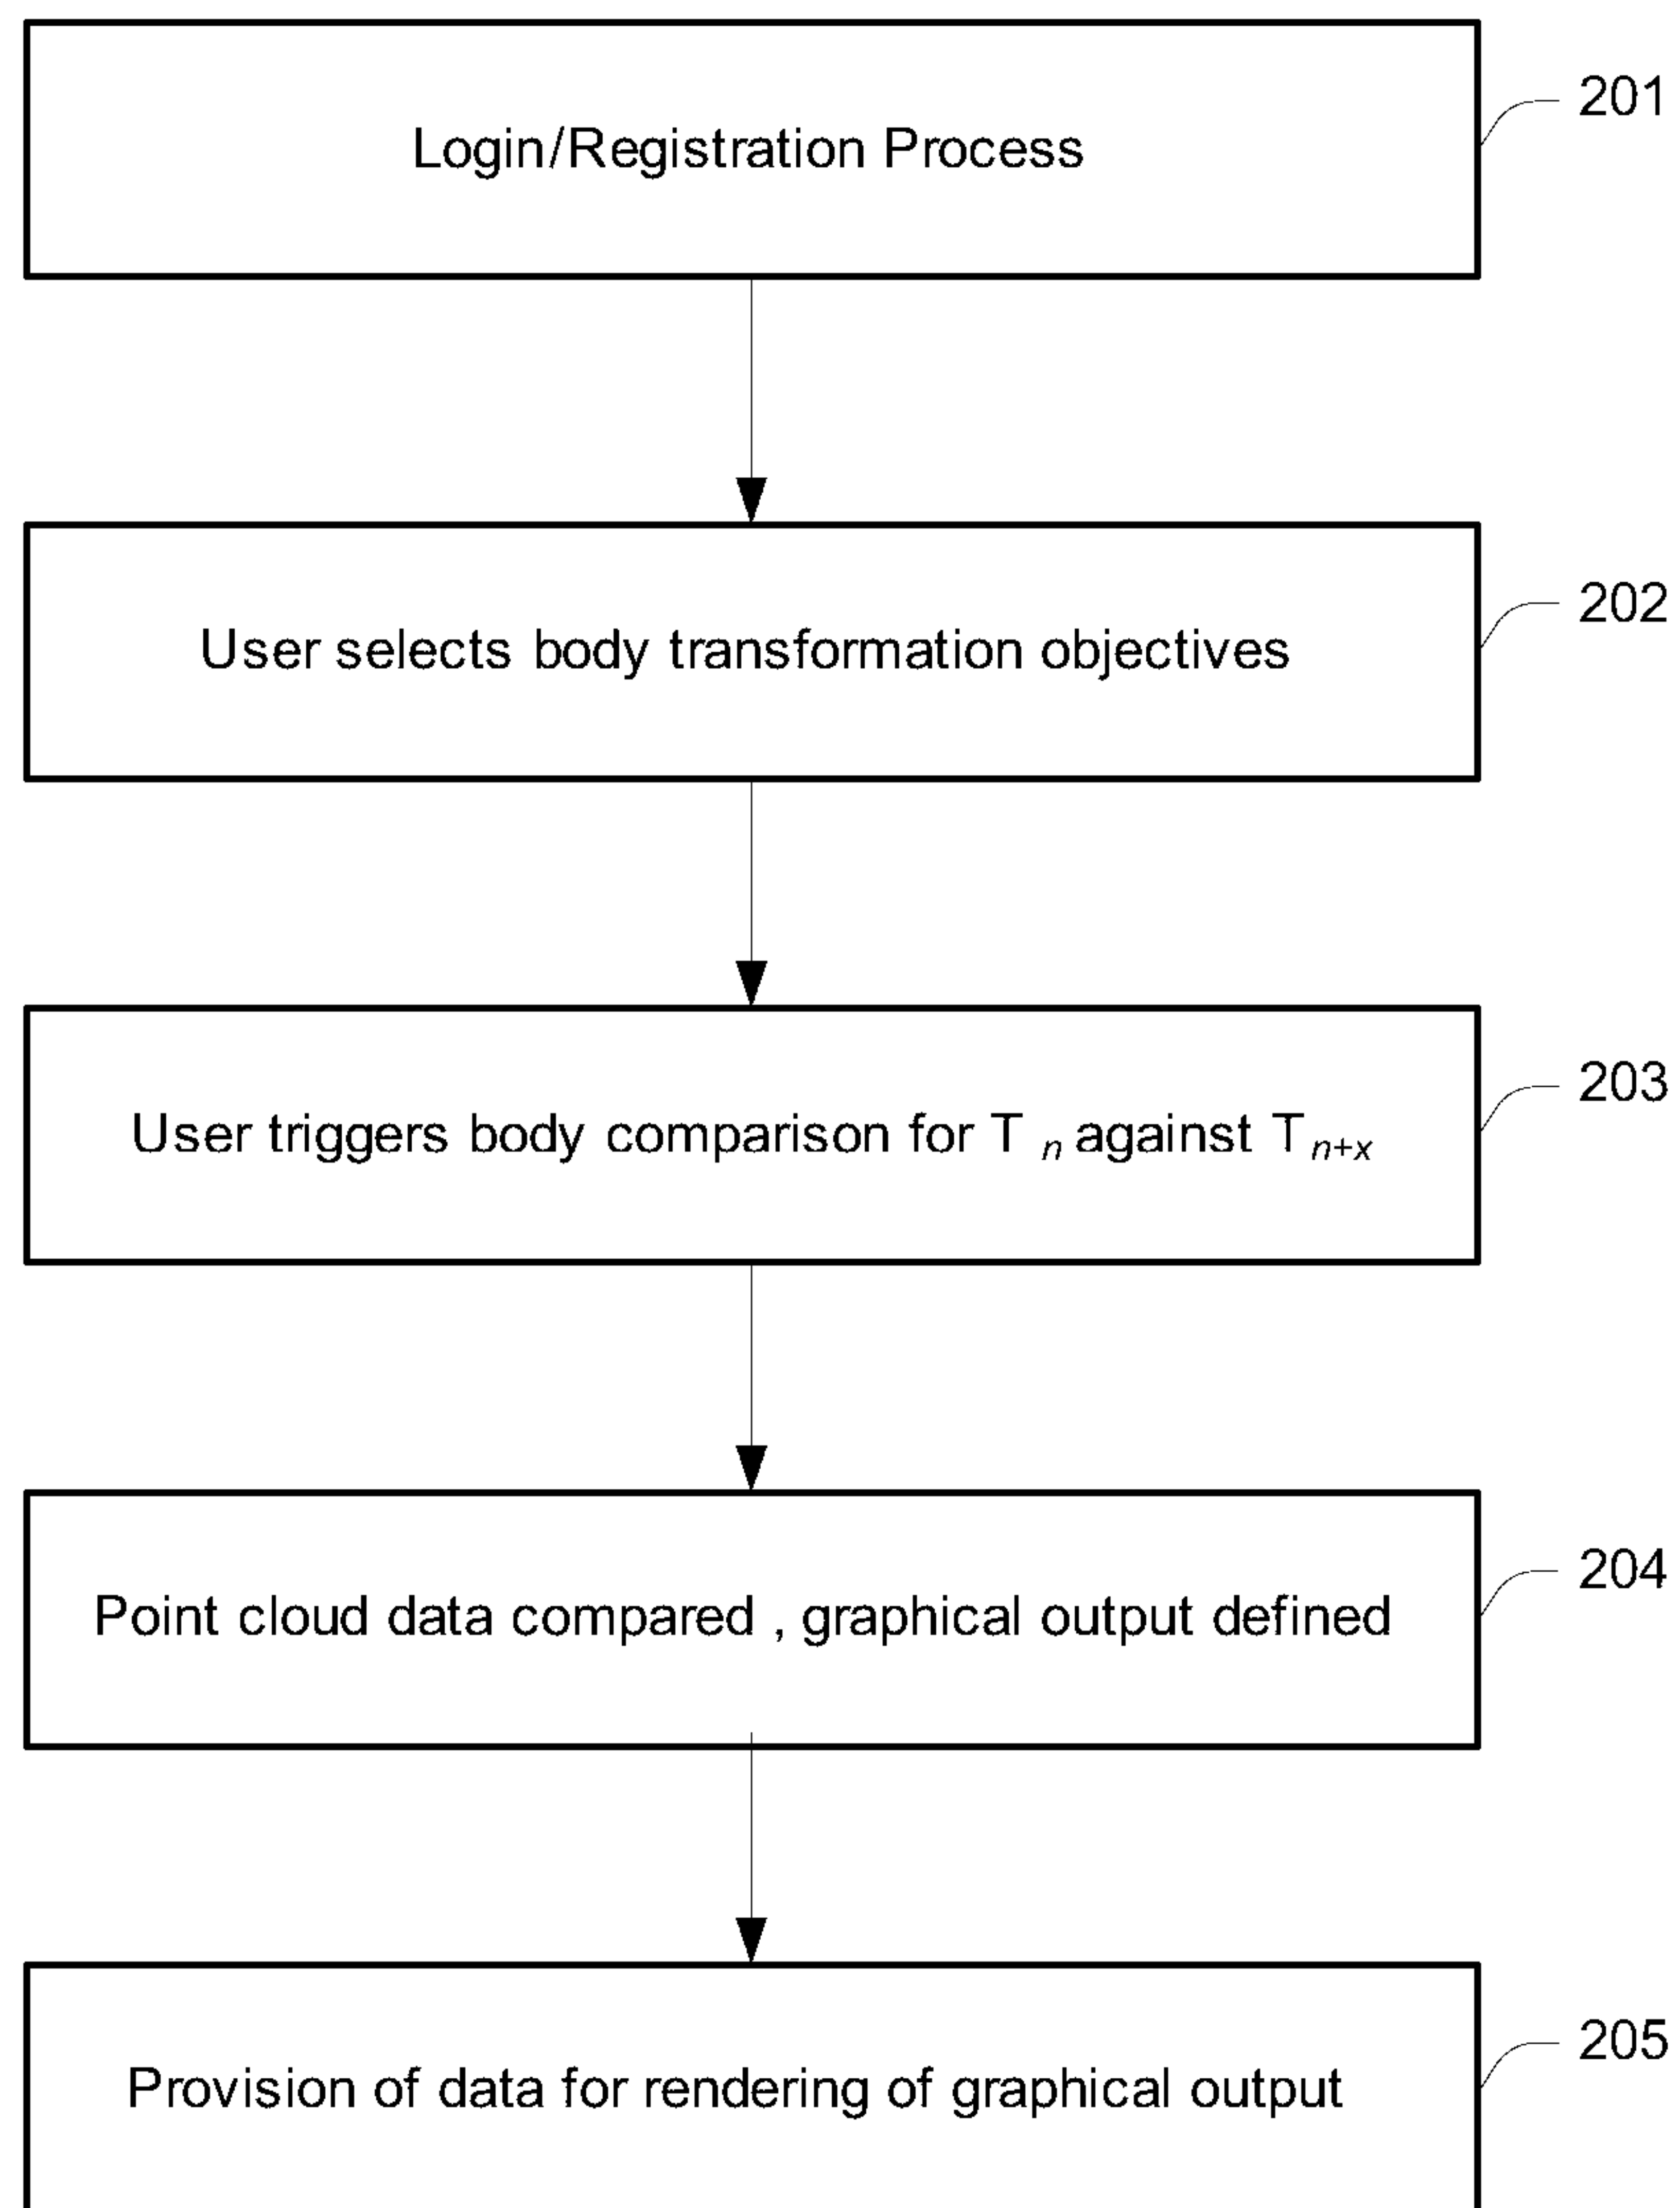 Login/Registration Process
201
User selects body transformation objectives
202
User triggers body comparison for T n against T n+x
203
Point cloud data compared , graphical output defined
204
Provision of data for rendering of graphical output
205